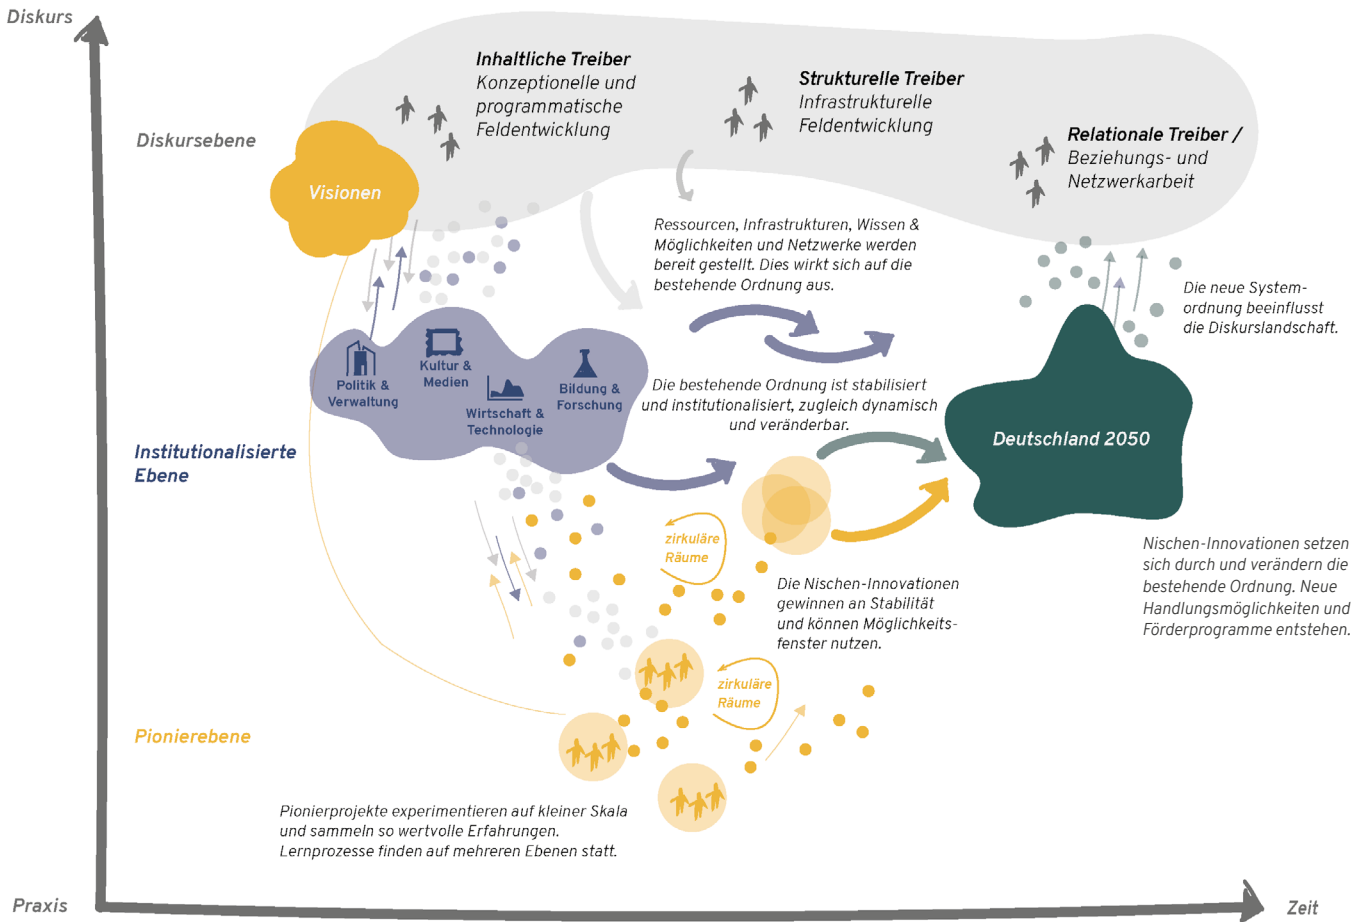 Diskurs
Inhaltliche Treiber
Konzeptionelle und
programmatische
Feldentwicklung
Strukturelle Treiber
Infrastrukturelle
Feldentwicklung
Relationale Treiber /
Beziehungs- und
Netzwerkarbeit
Diskursebene
Visionen
Ressourcen, Infrastrukturen, Wissen &
Möglichkeiten und Netzwerke werden
bereit gestellt. Dies wirkt sich auf die
bestehende Ordnung aus.
Die neue System-
ordnung beeinflusst
die Diskurslandschaft.
Politik &
Verwaltung
Kultur &
Medien
Wirtschaft &
Technologie
Bildung &
Forschung
Die bestehende Ordnung ist stabilisiert
und institutionalisiert, zugleich dynamisch
und veränderbar.
Deutschland 2050
Institutionalisierte
Ebene
zirkuläre
Räume
Nischen-Innovationen setzen
sich durch und verändern die
bestehende Ordnung. Neue
Handlungsmöglichkeiten und
Förderprogramme entstehen.
Die Nischen-Innovationen
gewinnen an Stabilität
und können Möglichkeits-
fenster nutzen.
zirkuläre
Räume
Pionierebene
Pionierprojekte experimentieren auf kleiner Skala
und sammeln so wertvolle Erfahrungen.
Lernprozesse finden auf mehreren Ebenen statt.
Praxis
Zeit